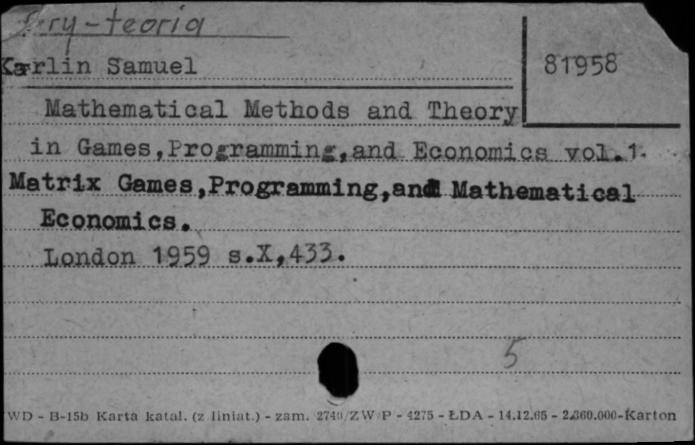 Gry-teoria
Karlin Samuel
81958
Mathematical Methods and Theory
in Games,Programming,and Economics vol.1.
Matrix Games,Programming,and Mathematical
Economics.
London 1959 s.X,433.
5
WD - B-15b Karta katal. (z liniat.) - zam. 2740/ZW/P - 4275 - ŁDA - 14.12.65 - 2.360.000-Karton